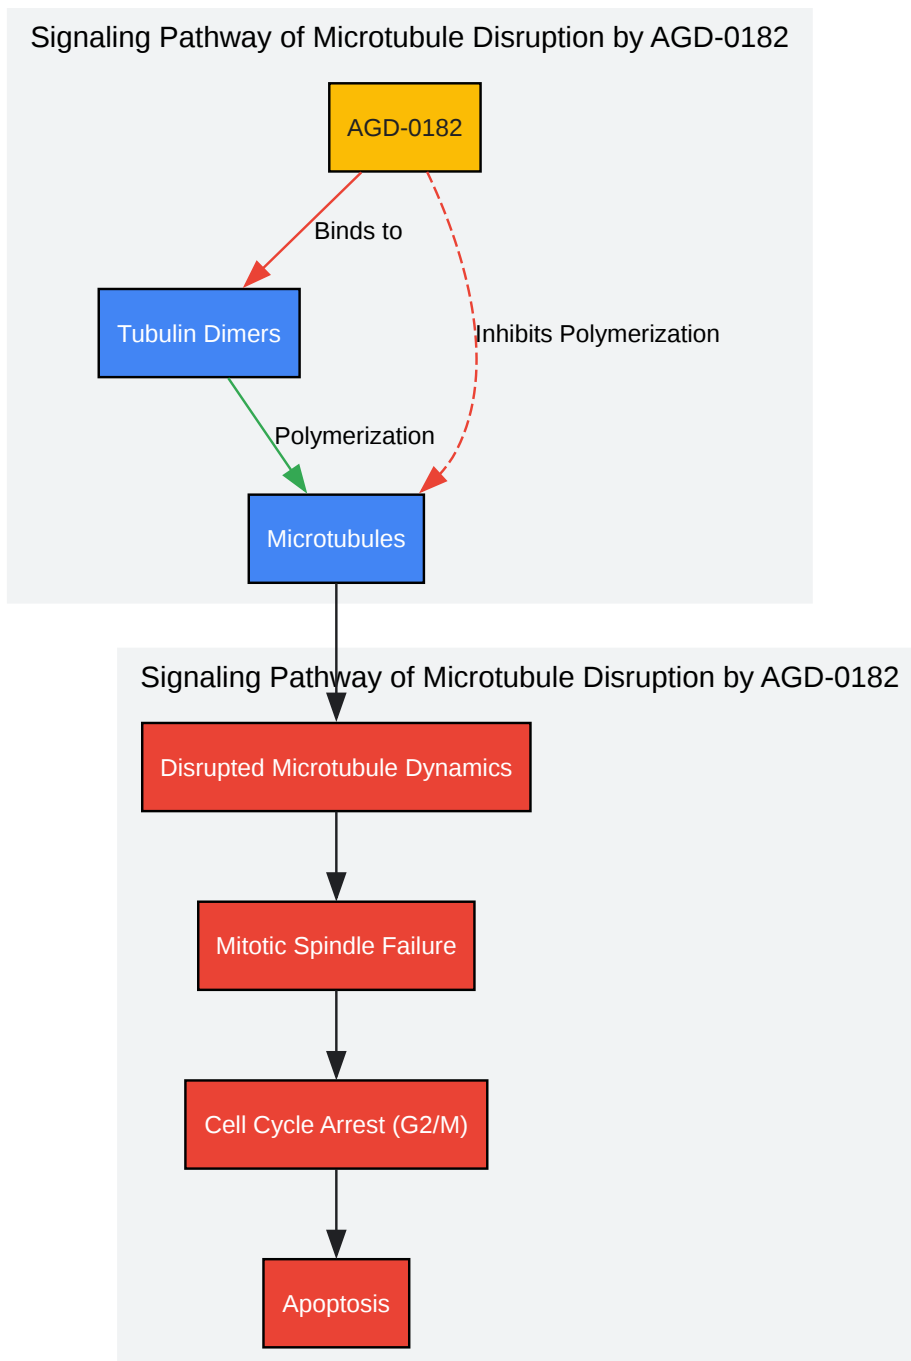 Signaling Pathway of Microtubule Disruption by AGD-0182
AGD-0182
Binds to
Tubulin Dimers
Inhibits Polymerization
Polymerization
Microtubules
Signaling Pathway of Microtubule Disruption by AGD-0182
Disrupted Microtubule Dynamics
Mitotic Spindle Failure
Cell Cycle Arrest (G2/M)
Apoptosis